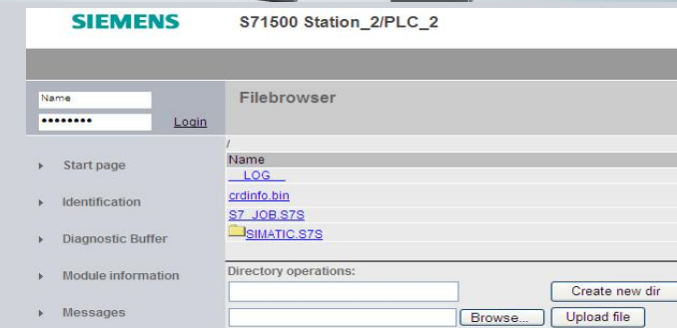 SIEMENS
S71500 Station_2/PLC_2
Name
••••••••
Login
Filebrowser
/
Name
__LOG__
crdinfo.bin
S7_JOB.S7S
SIMATIC.S7S
Start page
Identification
Diagnostic Buffer
Module information
Messages
Directory operations:
Create new dir
Browse...
Upload file